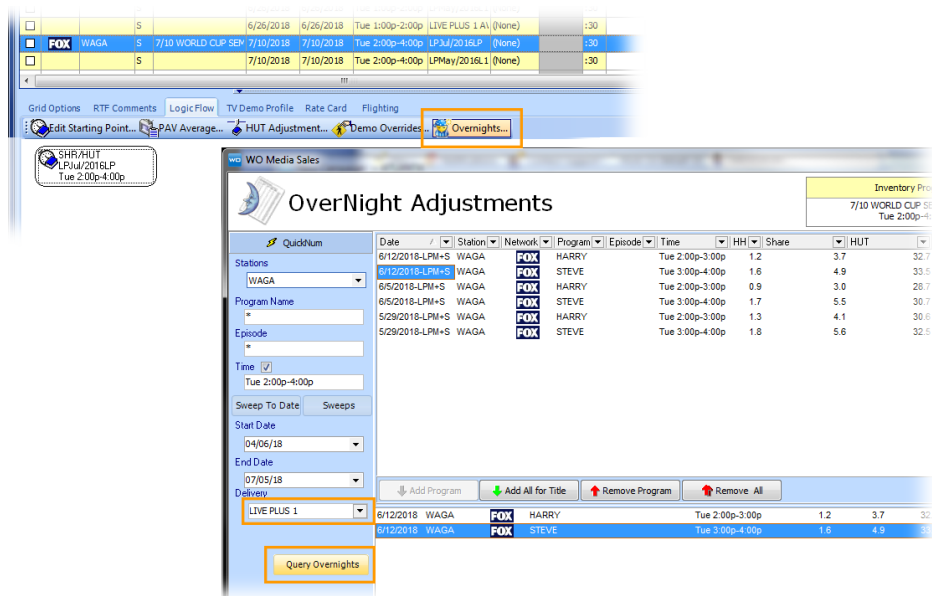 S 6/26/2018 6/26/2018 Tue 1:00p-2:00p LIVE PLUS 1 A\ (None) :30
FOX WAGA S 7/10 WORLD CUP SEM 7/10/2018 7/10/2018 Tue 2:00p-4:00p LPJul/2016LP (None) :30
S 7/10/2018 7/10/2018 Tue 2:00p-4:00p LPMay/2016L1 (None) :30
Grid Options RTF Comments Logic Flow TV Demo Profile Rate Card Flighting
Edit Starting Point... PAV Average... HUT Adjustment... Demo Overrides... Overnights...
SHR/HUT
LPJul/2016LP
Tue 2:00p-4:00p
WO WO Media Sales
OverNight Adjustments
Inventory Pro
7/10 WORLD CUP SE
Tue 2:00p-4:
QuickNum
Stations
WAGA
Program Name
*
Episode
*
Time
Tue 2:00p-4:00p
Sweep To Date Sweeps
Start Date
04/06/18
End Date
07/05/18
Delivery
LIVE PLUS 1
Query Overnights
Date Station Network Program Episode Time HH Share HUT
6/12/2018-LPM+S WAGA FOX HARRY Tue 2:00p-3:00p 1.2 3.7 32.7
6/12/2018-LPM+S WAGA FOX STEVE Tue 3:00p-4:00p 1.6 4.9 33.5
6/5/2018-LPM+S WAGA FOX HARRY Tue 2:00p-3:00p 0.9 3.0 28.7
6/5/2018-LPM+S WAGA FOX STEVE Tue 3:00p-4:00p 1.7 5.5 30.7
5/29/2018-LPM+S WAGA FOX HARRY Tue 2:00p-3:00p 1.3 4.1 30.6
5/29/2018-LPM+S WAGA FOX STEVE Tue 3:00p-4:00p 1.8 5.6 32.5
Add Program Add All for Title Remove Program Remove All
6/12/2018 WAGA FOX HARRY Tue 2:00p-3:00p 1.2 3.7 32
6/12/2018 WAGA FOX STEVE Tue 3:00p-4:00p 1.6 4.9 33